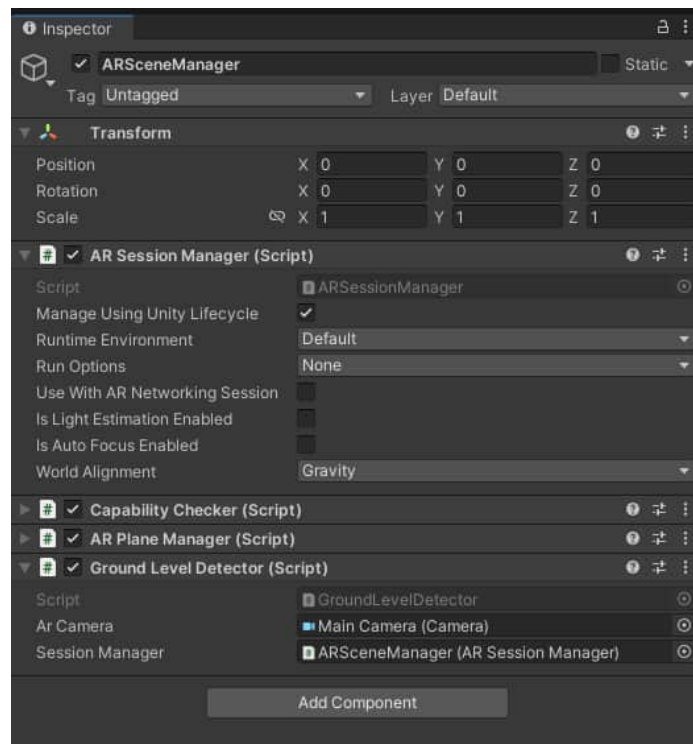 Inspector
ARSceneManager Static
Tag Untagged Layer Default
Transform
Position X 0 Y 0 Z 0
Rotation X 0 Y 0 Z 0
Scale X 1 Y 1 Z 1
# AR Session Manager (Script)
Script # ARSessionManager
Manage Using Unity Lifecycle
Runtime Environment Default
Run Options None
Use With AR Networking Session
Is Light Estimation Enabled
Is Auto Focus Enabled
World Alignment Gravity
# Capability Checker (Script)
# AR Plane Manager (Script)
# Ground Level Detector (Script)
Script # GroundLevelDetector
Ar Camera Main Camera (Camera)
Session Manager # ARSceneManager (AR Session Manager)
Add Component